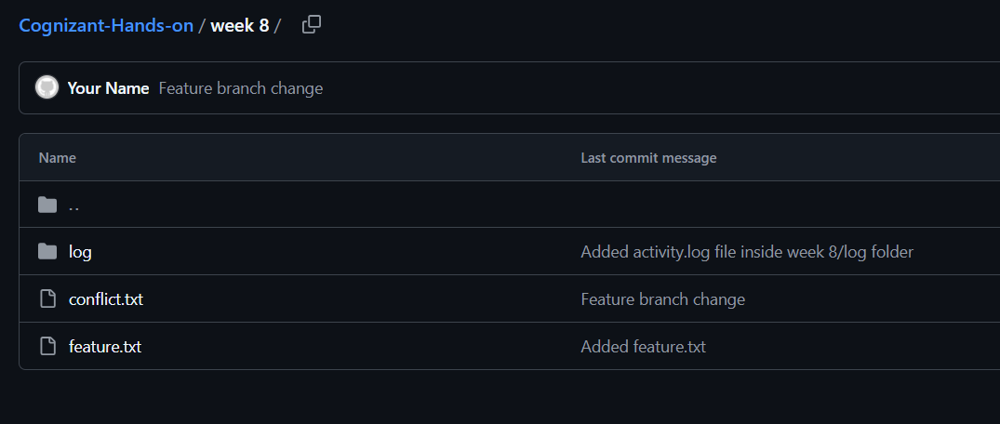 Cognizant-Hands-on / week 8 /
Your Name Feature branch change
Name Last commit message
..
log Added activity.log file inside week 8/log folder
conflict.txt Feature branch change
feature.txt Added feature.txt